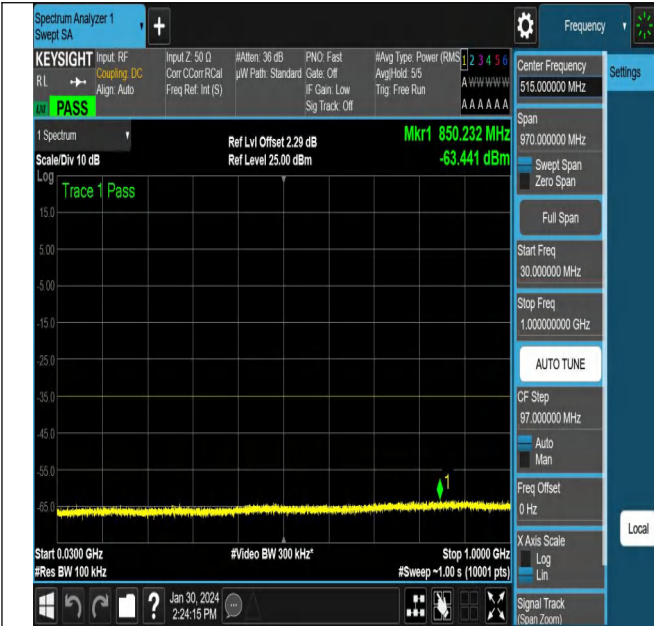 Spectrum Analyzer 1
Swept SA
Frequency
KEYSIGHT
RL
PASS
Input: RF
Coupling: DC
Align: Auto
Input Z: 50 Ω
Corr CCorr RCal
Freq Ref: Int (S)
#Atten: 36 dB
µW Path: Standard
PNO: Fast
Gate: Off
IF Gain: Low
Sig Track: Off
#Avg Type: Power (RMS
Avg|Hold: 5/5
Trig: Free Run
1 2 3 4 5 6
A W W W W W
A A A A A A
1 Spectrum
Scale/Div 10 dB
Log
Ref Lvl Offset 2.29 dB
Ref Level 25.00 dBm
Mkr1 850.232 MHz
-63.441 dBm
Trace 1 Pass
15.0
5.00
-5.00
-15.0
-25.0
-35.0
-45.0
-55.0
-65.0
1
Start 0.0300 GHz
#Res BW 100 kHz
#Video BW 300 kHz*
Stop 1.0000 GHz
#Sweep ~1.00 s (10001 pts)
Jan 30, 2024
2:24:15 PM
Center Frequency
515.000000 MHz
Settings
Span
970.000000 MHz
Swept Span
Zero Span
Full Span
Start Freq
30.000000 MHz
Stop Freq
1.000000000 GHz
AUTO TUNE
CF Step
97.000000 MHz
Auto
Man
Freq Offset
0 Hz
Local
X Axis Scale
Log
Lin
Signal Track
(Span Zoom)